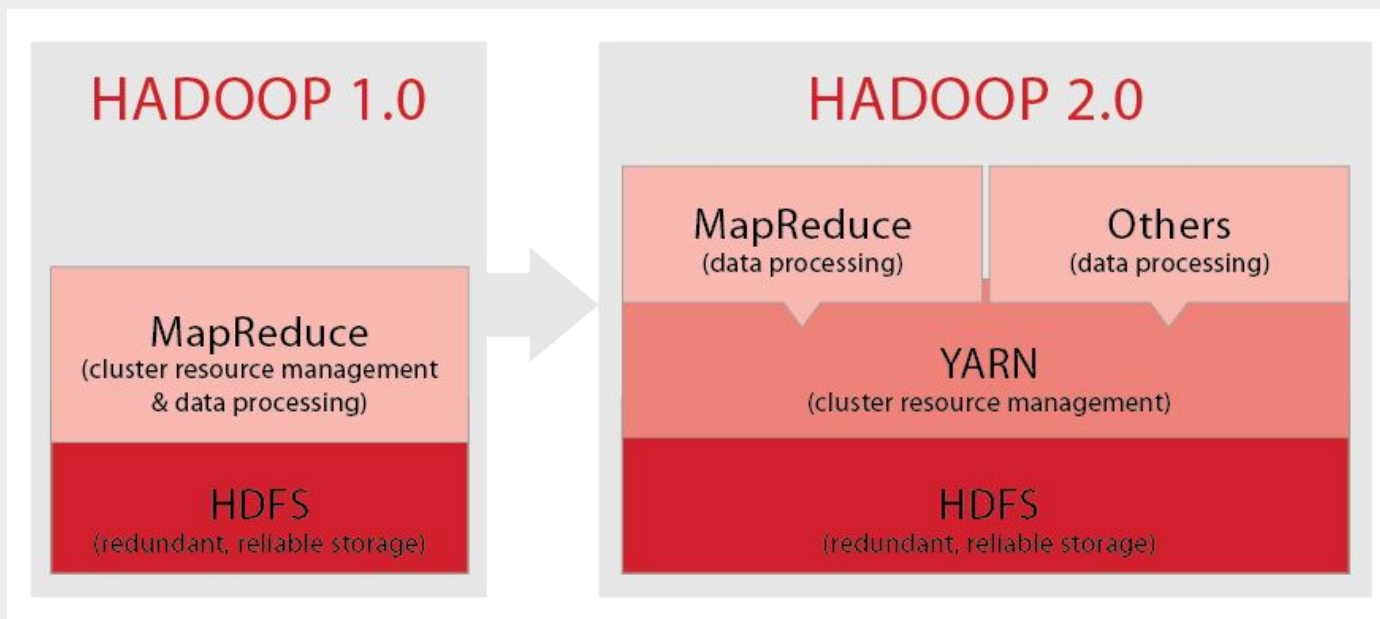 HADOOP 1.0
MapReduce
(cluster resource management
& data processing)
HDFS
(redundant, reliable storage)
HADOOP 2.0
MapReduce
(data processing)
Others
(data processing)
YARN
(cluster resource management)
HDFS
(redundant, reliable storage)